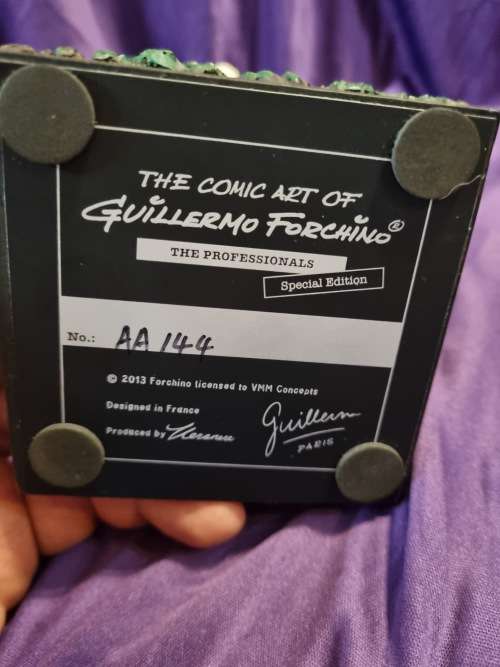 THE COMIC ART OF
GUILLERMO FORCHINO®
THE PROFESSIONALS
Special Edition
No.: AA 144
© 2013 Forchino licensed to VMM Concepts
Designed in France
Produced by
Guillermo
PARIS